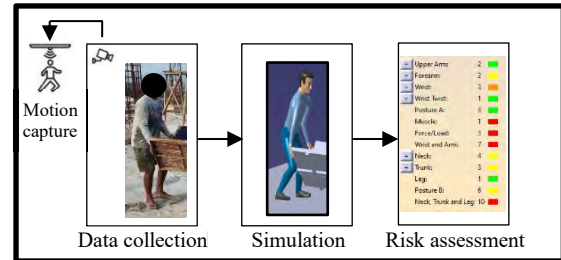 Motion
capture
Data collection
Simulation
Risk assessment
Upper Arm: 2
Forearm: 2
Wrist: 3
Wrist Twist: 1
Posture A: 3
Muscle: 1
Force/Load: 3
Wrist and Arm: 7
Neck: 4
Trunk: 3
Leg: 1
Posture B: 6
Neck, Trunk and Leg: 10